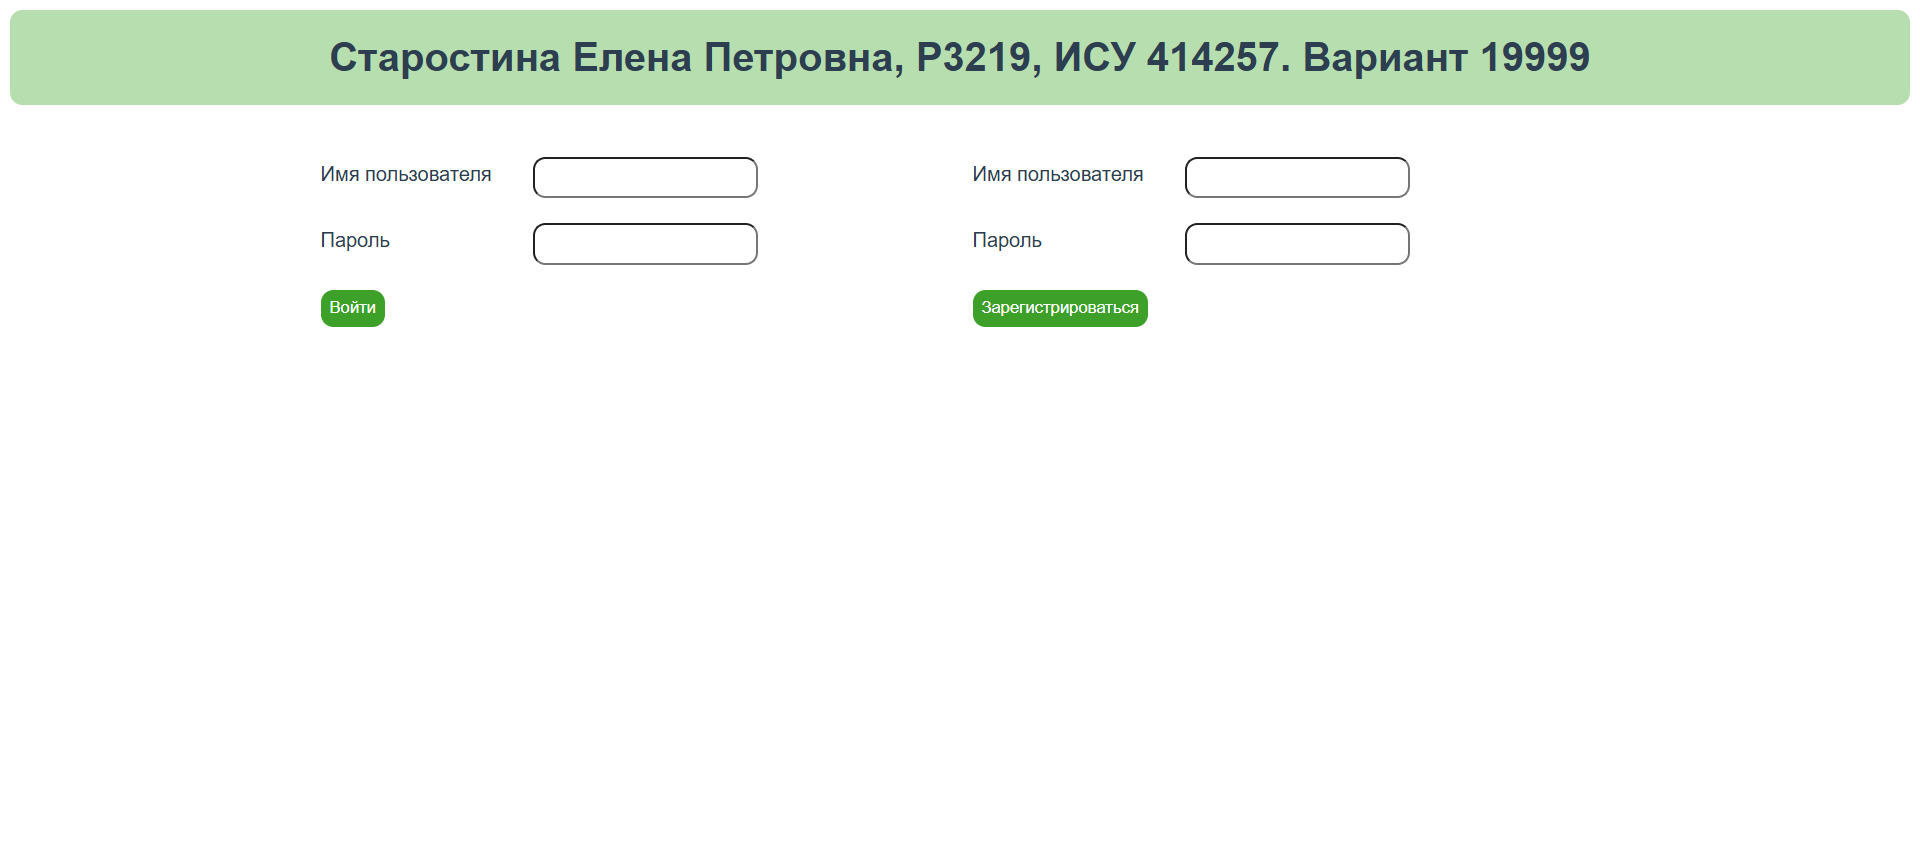 Старостина Елена Петровна, P3219, ИСУ 414257. Вариант 19999
Имя пользователя
Пароль
Войти
Имя пользователя
Пароль
Зарегистрироваться